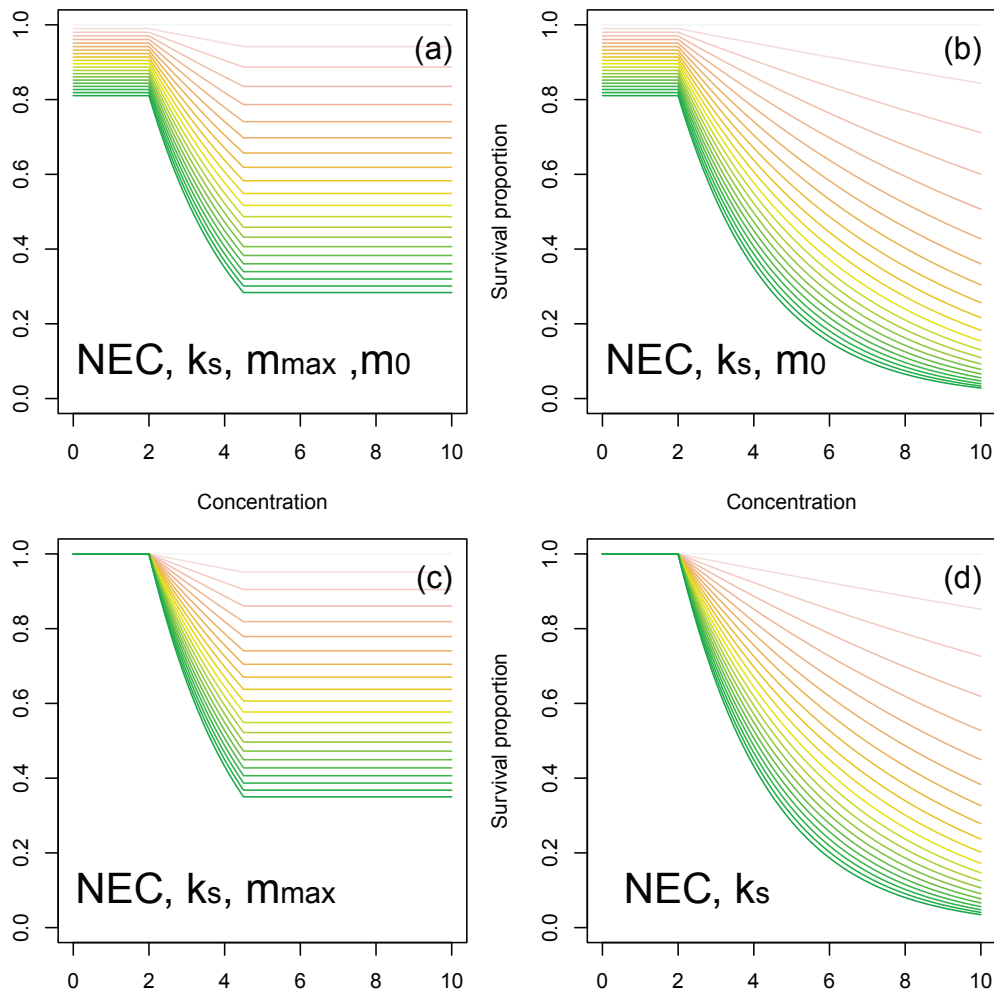 (a)
0.0 0.2 0.4 0.6 0.8 1.0
NEC, ks, mmax ,m0
0 2 4 6 8 10
Concentration
(b)
Survival proportion
0.0 0.2 0.4 0.6 0.8 1.0
NEC, ks, m0
0 2 4 6 8 10
Concentration
(c)
0.0 0.2 0.4 0.6 0.8 1.0
NEC, ks, mmax
0 2 4 6 8 10
(d)
Survival proportion
0.0 0.2 0.4 0.6 0.8 1.0
NEC, ks
0 2 4 6 8 10